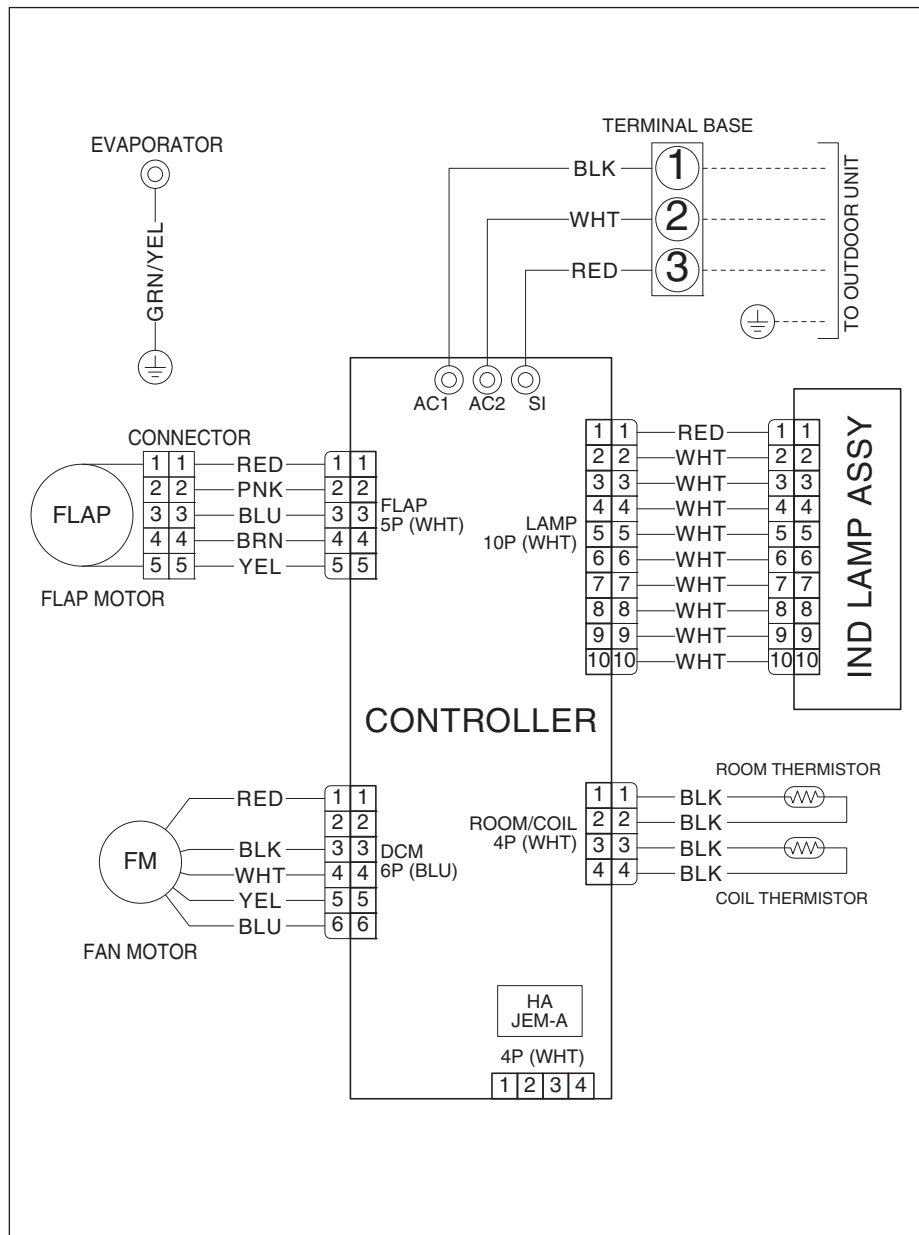 TERMINAL BASE
EVAPORATOR
BLK 1
WHT 2
RED 3
TO OUTDOOR UNIT
GRN/YEL
AC1 AC2 SI
CONNECTOR
FLAP
FLAP MOTOR
1 1 RED 1 1
2 2 PNK 2 2
3 3 BLU 3 3
4 4 BRN 4 4
5 5 YEL 5 5
FLAP
5P (WHT)
LAMP
10P (WHT)
1 1 RED 1 1
2 2 WHT 2 2
3 3 WHT 3 3
4 4 WHT 4 4
5 5 WHT 5 5
6 6 WHT 6 6
7 7 WHT 7 7
8 8 WHT 8 8
9 9 WHT 9 9
10 10 WHT 10 10
IND LAMP ASSY
CONTROLLER
FM
FAN MOTOR
RED 1 1
2 2
BLK 3 3
WHT 4 4
YEL 5 5
BLU 6 6
DCM
6P (BLU)
ROOM/COIL
4P (WHT)
1 1 BLK
2 2 BLK
3 3 BLK
4 4 BLK
ROOM THERMISTOR
COIL THERMISTOR
HA
JEM-A
4P (WHT)
1 2 3 4